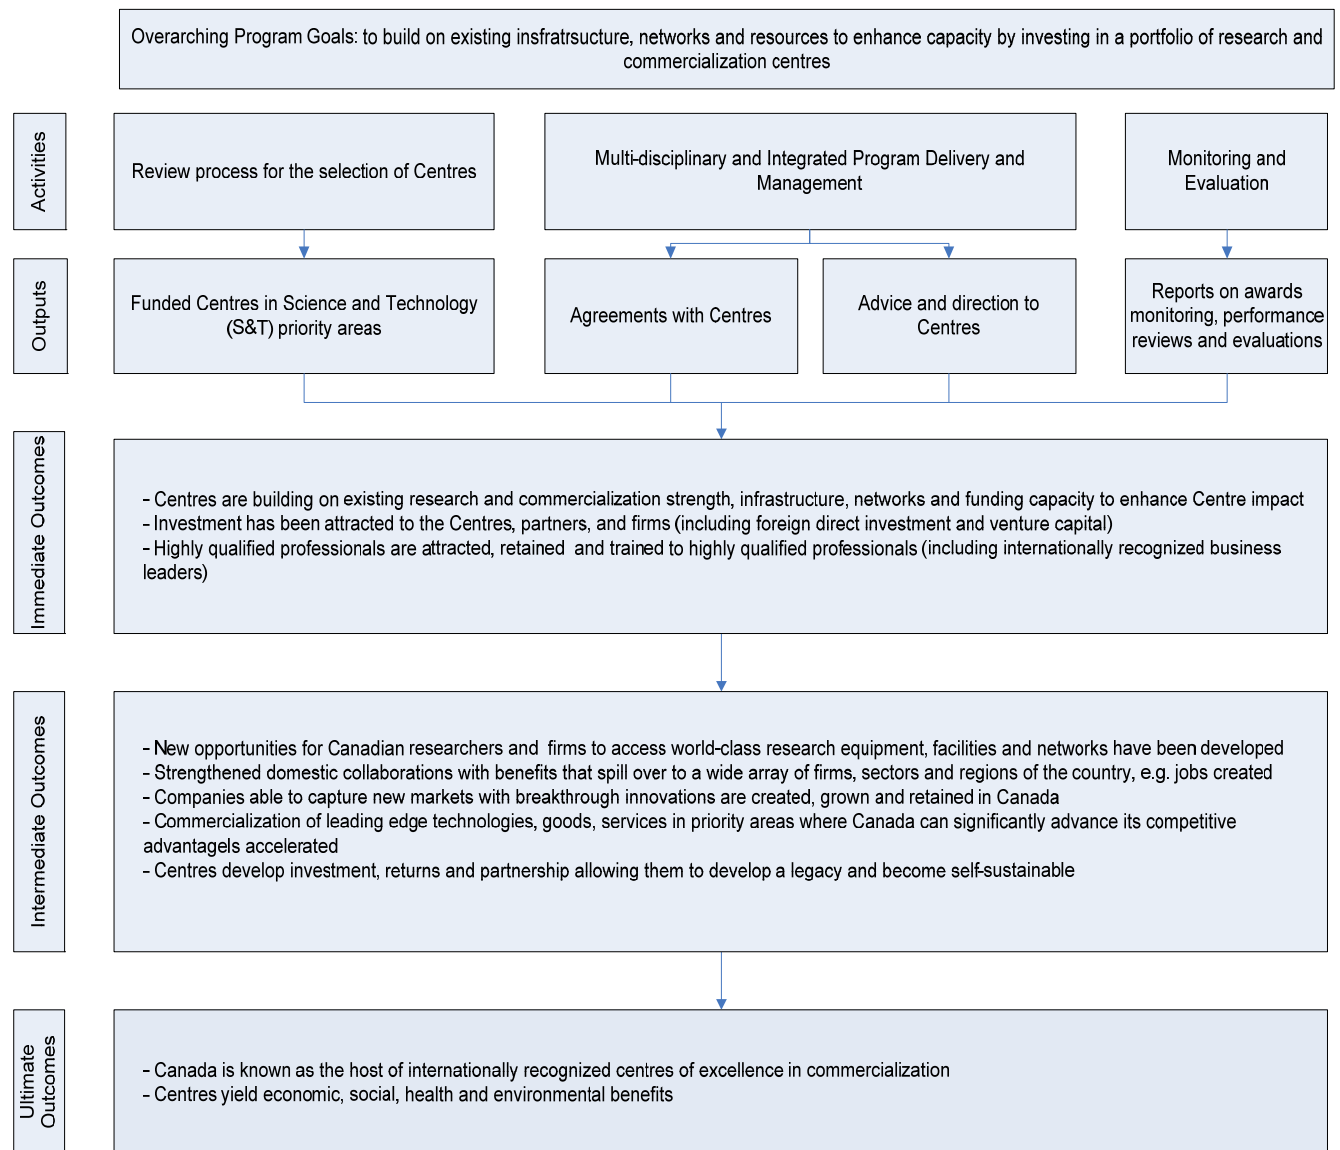 Overarching Program Goals: to build on existing insfratrsucture, networks and resources to enhance capacity by investing in a portfolio of research and
commercialization centres
Activities
Review process for the selection of Centres
Multi-disciplinary and Integrated Program Delivery and
Management
Monitoring and
Evaluation
Outputs
Funded Centres in Science and Technology
(S&T) priority areas
Agreements with Centres
Advice and direction to
Centres
Reports on awards
monitoring, performance
reviews and evaluations
Immediate Outcomes
- Centres are building on existing research and commercialization strength, infrastructure, networks and funding capacity to enhance Centre impact
- Investment has been attracted to the Centres, partners, and firms (including foreign direct investment and venture capital)
- Highly qualified professionals are attracted, retained and trained to highly qualified professionals (including internationally recognized business
leaders)
Intermediate Outcomes
- New opportunities for Canadian researchers and firms to access world-class research equipment, facilities and networks have been developed
- Strengthened domestic collaborations with benefits that spill over to a wide array of firms, sectors and regions of the country, e.g. jobs created
- Companies able to capture new markets with breakthrough innovations are created, grown and retained in Canada
- Commercialization of leading edge technologies, goods, services in priority areas where Canada can significantly advance its competitive
advantageIs accelerated
- Centres develop investment, returns and partnership allowing them to develop a legacy and become self-sustainable
Ultimate
Outcomes
- Canada is known as the host of internationally recognized centres of excellence in commercialization
- Centres yield economic, social, health and environmental benefits